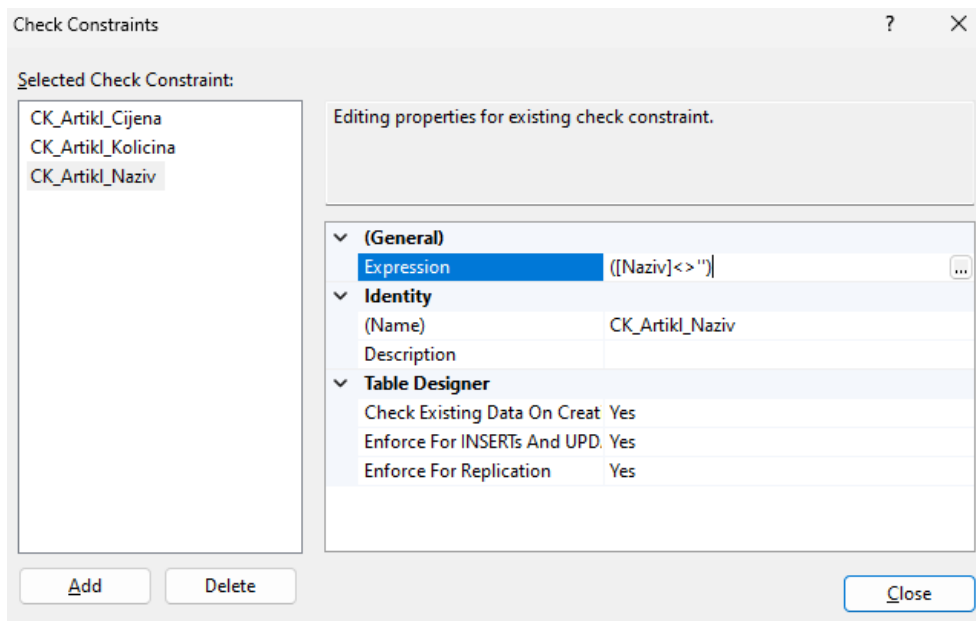 Check Constraints
?
Selected Check Constraint:
CK_Artikl_Cijena
CK_Artikl_Kolicina
CK_Artikl_Naziv
Editing properties for existing check constraint.
(General)
Expression ([Naziv]<>'') ...
Identity
(Name) CK_Artikl_Naziv
Description
Table Designer
Check Existing Data On Creat Yes
Enforce For INSERTs And UPD. Yes
Enforce For Replication Yes
Add Delete
Close